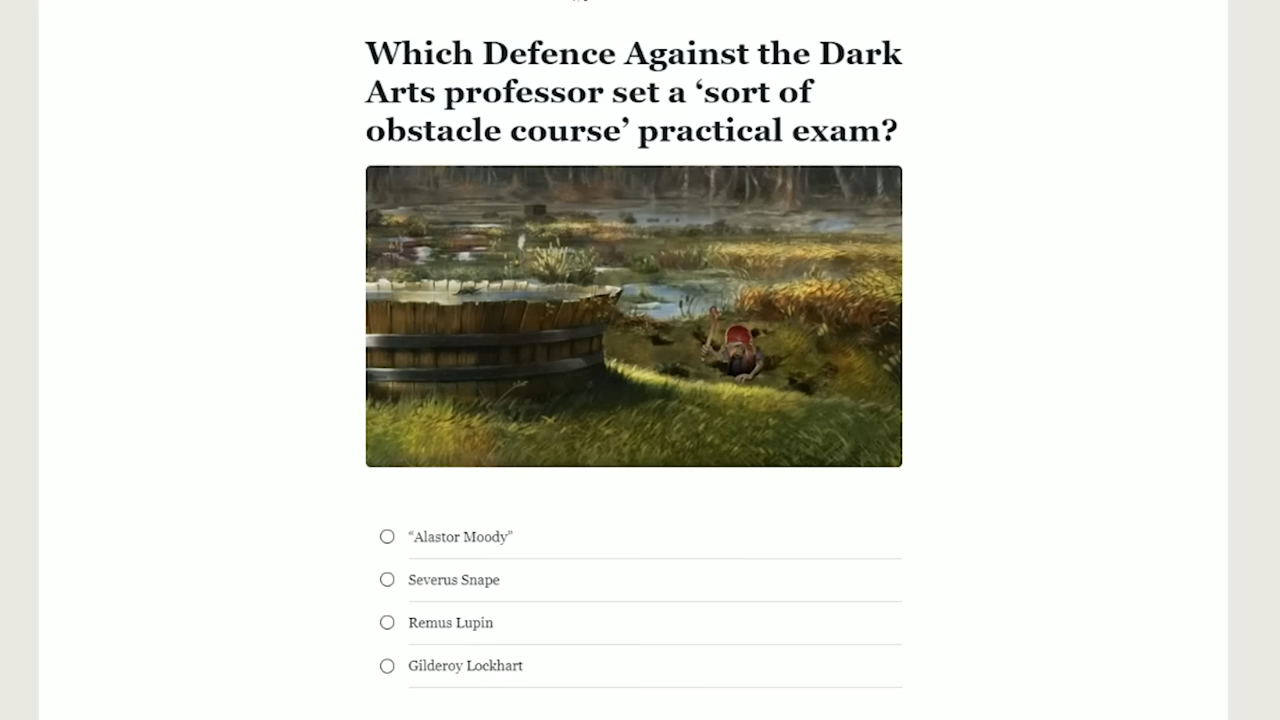 Which Defence Against the Dark
Arts professor set a ‘sort of
obstacle course’ practical exam?
“Alastor Moody”
Severus Snape
Remus Lupin
Gilderoy Lockhart